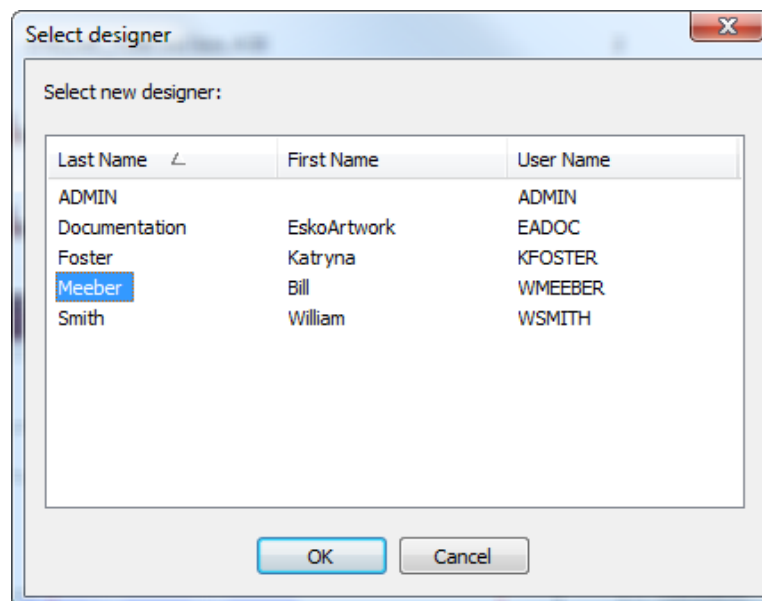 Select designer
Select new designer:
Last Name First Name User Name
ADMIN ADMIN
Documentation EskoArtwork EADOC
Foster Katryna KFOSTER
Meeber Bill WMEEBER
Smith William WSMITH
OK Cancel